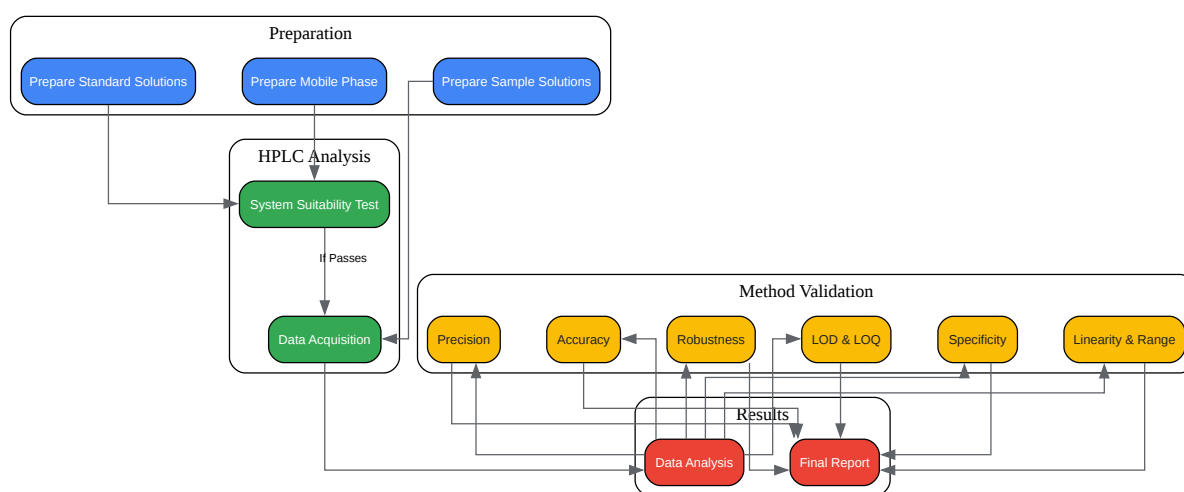 Preparation
Prepare Standard Solutions
Prepare Mobile Phase
Prepare Sample Solutions
HPLC Analysis
System Suitability Test
If Passes
Data Acquisition
Method Validation
Precision
Accuracy
Robustness
LOD & LOQ
Specificity
Linearity & Range
Results
Data Analysis
Final Report